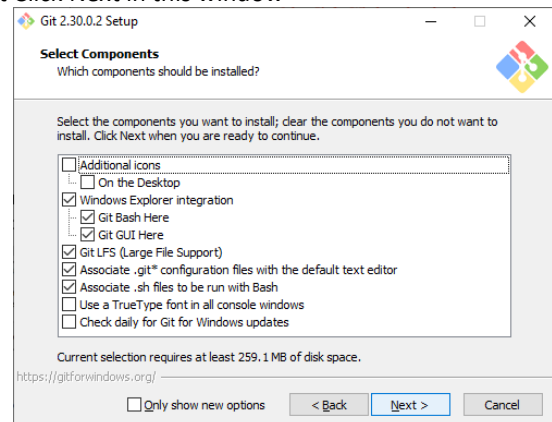 Click Next in this window
Git 2.30.0.2 Setup
Select Components
Which components should be installed?
Select the components you want to install; clear the components you do not want to
install. Click Next when you are ready to continue.
Additional icons
On the Desktop
Windows Explorer integration
Git Bash Here
Git GUI Here
Git LFS (Large File Support)
Associate .git* configuration files with the default text editor
Associate .sh files to be run with Bash
Use a TrueType font in all console windows
Check daily for Git for Windows updates
Current selection requires at least 259.1 MB of disk space.
https://gitforwindows.org/
Only show new options
< Back
Next >
Cancel